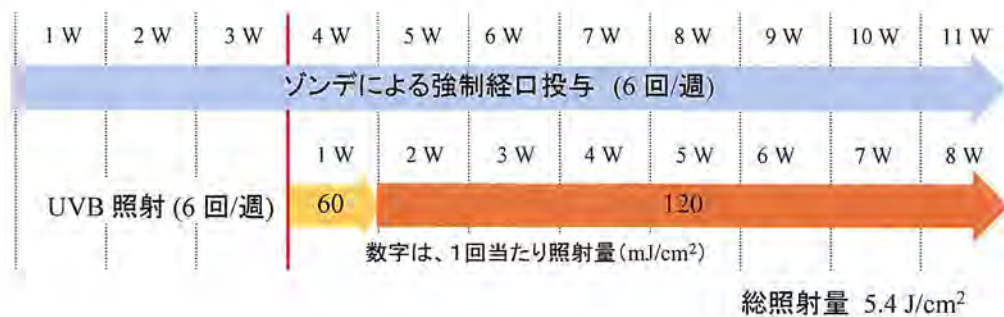 1 W 2 W 3 W 4 W 5 W 6 W 7 W 8 W 9 W 10 W 11 W
ゾンデによる強制経口投与 (6 回/週)
1 W 2 W 3 W 4 W 5 W 6 W 7 W 8 W
UVB 照射 (6 回/週) 60 120
数字は、1回当たり照射量(mJ/cm²)
総照射量 5.4 J/cm²